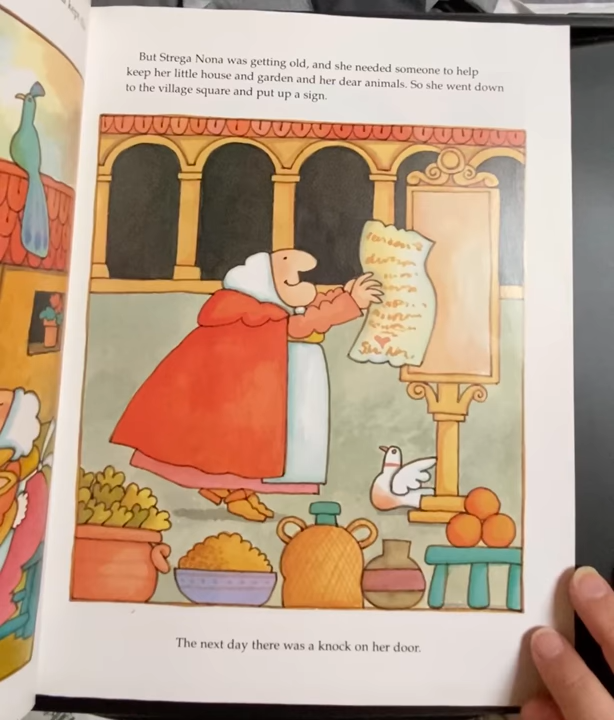 But Strega Nona was getting old, and she needed someone to help
keep her little house and garden and her dear animals. So she went down
to the village square and put up a sign.
The next day there was a knock on her door.